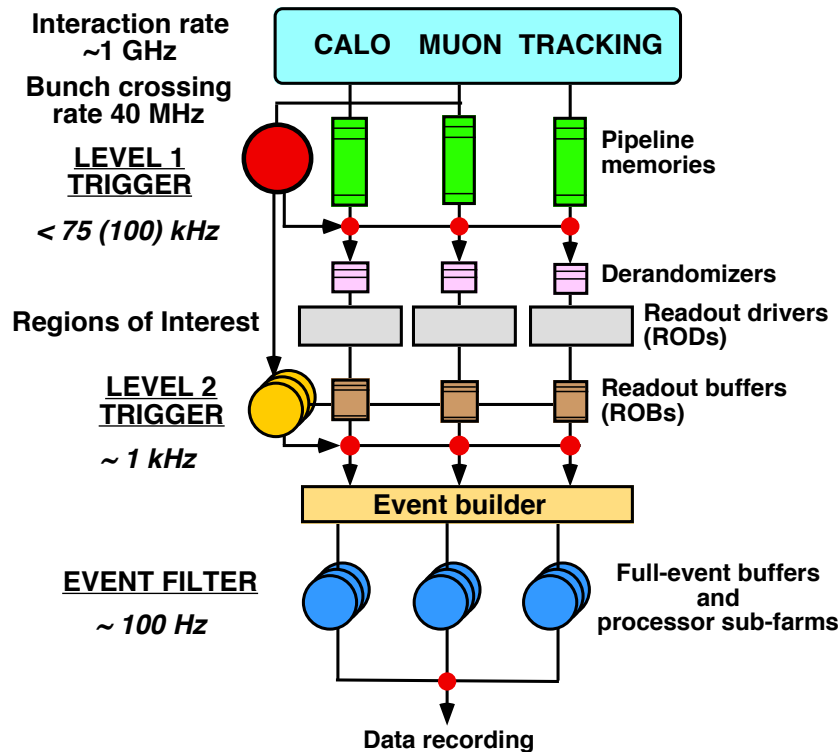 Interaction rate
~1 GHz
CALO MUON TRACKING
Bunch crossing
rate 40 MHz
Pipeline
memories
LEVEL 1
TRIGGER
< 75 (100) kHz
Derandomizers
Regions of Interest
Readout drivers
(RODs)
LEVEL 2
TRIGGER
Readout buffers
(ROBs)
~ 1 kHz
Event builder
EVENT FILTER
~ 100 Hz
Full-event buffers
and
processor sub-farms
Data recording